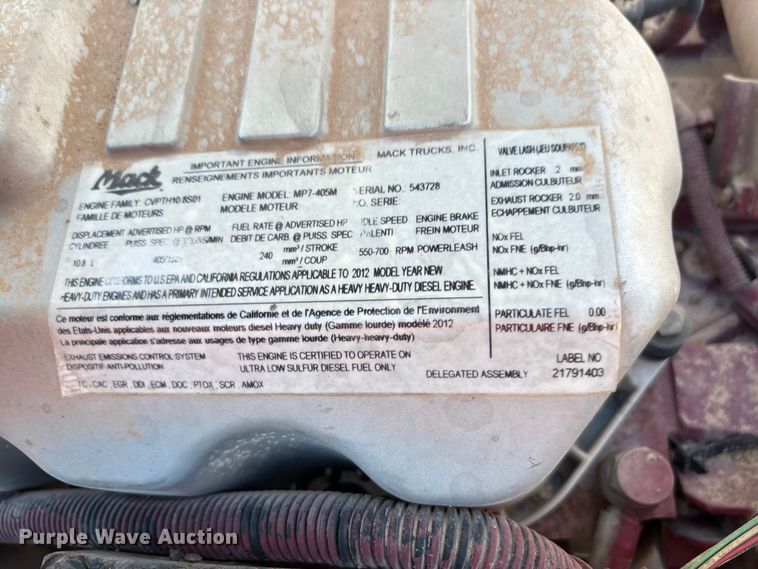 Mack
IMPORTANT ENGINE INFORMATION MACK TRUCKS, INC.
RENSEIGNEMENTS IMPORTANTS MOTEUR
ENGINE FAMILY: CVPTH10.8S01 ENGINE MODEL: MP7-405M SERIAL NO.: 543728
FAMILLE DE MOTEURS MODELE MOTEUR: NO. SERIE:
DISPLACEMENT ADVERTISED HP @ RPM FUEL RATE @ ADVERTISED HP IDLE SPEED ENGINE BRAKE
CYLINDREE PUISS. SPEC. @ DEBIT DE CARB. @ PUISS. SPEC. RALENTI FREIN MOTEUR
10.8 L 240 mm³ / STROKE 550-700 RPM POWERLEASH
mm³ / COUP
THIS ENGINE CONFORMS TO U.S EPA AND CALIFORNIA REGULATIONS APPLICABLE TO 2012 MODEL YEAR NEW
HEAVY-DUTY ENGINES AND HAS A PRIMARY INTENDED SERVICE APPLICATION AS A HEAVY HEAVY-DUTY DIESEL ENGINE.
Ce moteur est conforme aux réglementations de Californie et de l'Agence de Protection de l'Environment
des Etats-Unis applicables aux nouveaux moteurs diesel Heavy duty (Gamme lourde) modèlé 2012
La principale application s'adresse aux usages de type gamme lourde (Heavy-heavy-duty)
EXHAUST EMISSIONS CONTROL SYSTEM THIS ENGINE IS CERTIFIED TO OPERATE ON
DISPOSITIF ANTI-POLLUTION ULTRA LOW SULFUR DIESEL FUEL ONLY
TC, CAC, EGR, DDI, ECM, DOC, PTOX, SCR, AMOX
DELEGATED ASSEMBLY
VALVE LASH (JEU SOUPAPES)
INLET ROCKER .2 mm
ADMISSION CULBUTEUR
EXHAUST ROCKER 2.0 mm
ECHAPPEMENT CULBUTEUR
NOx FEL
NOx FNE (g/Bhp-hr)
NMHC + NOx FEL
NMHC + NOx FNE (g/Bhp-hr)
PARTICULATE FEL 0.00
PARTICULAIRE FNE (g/Bhp-hr)
LABEL NO
21791403
Purple Wave Auction